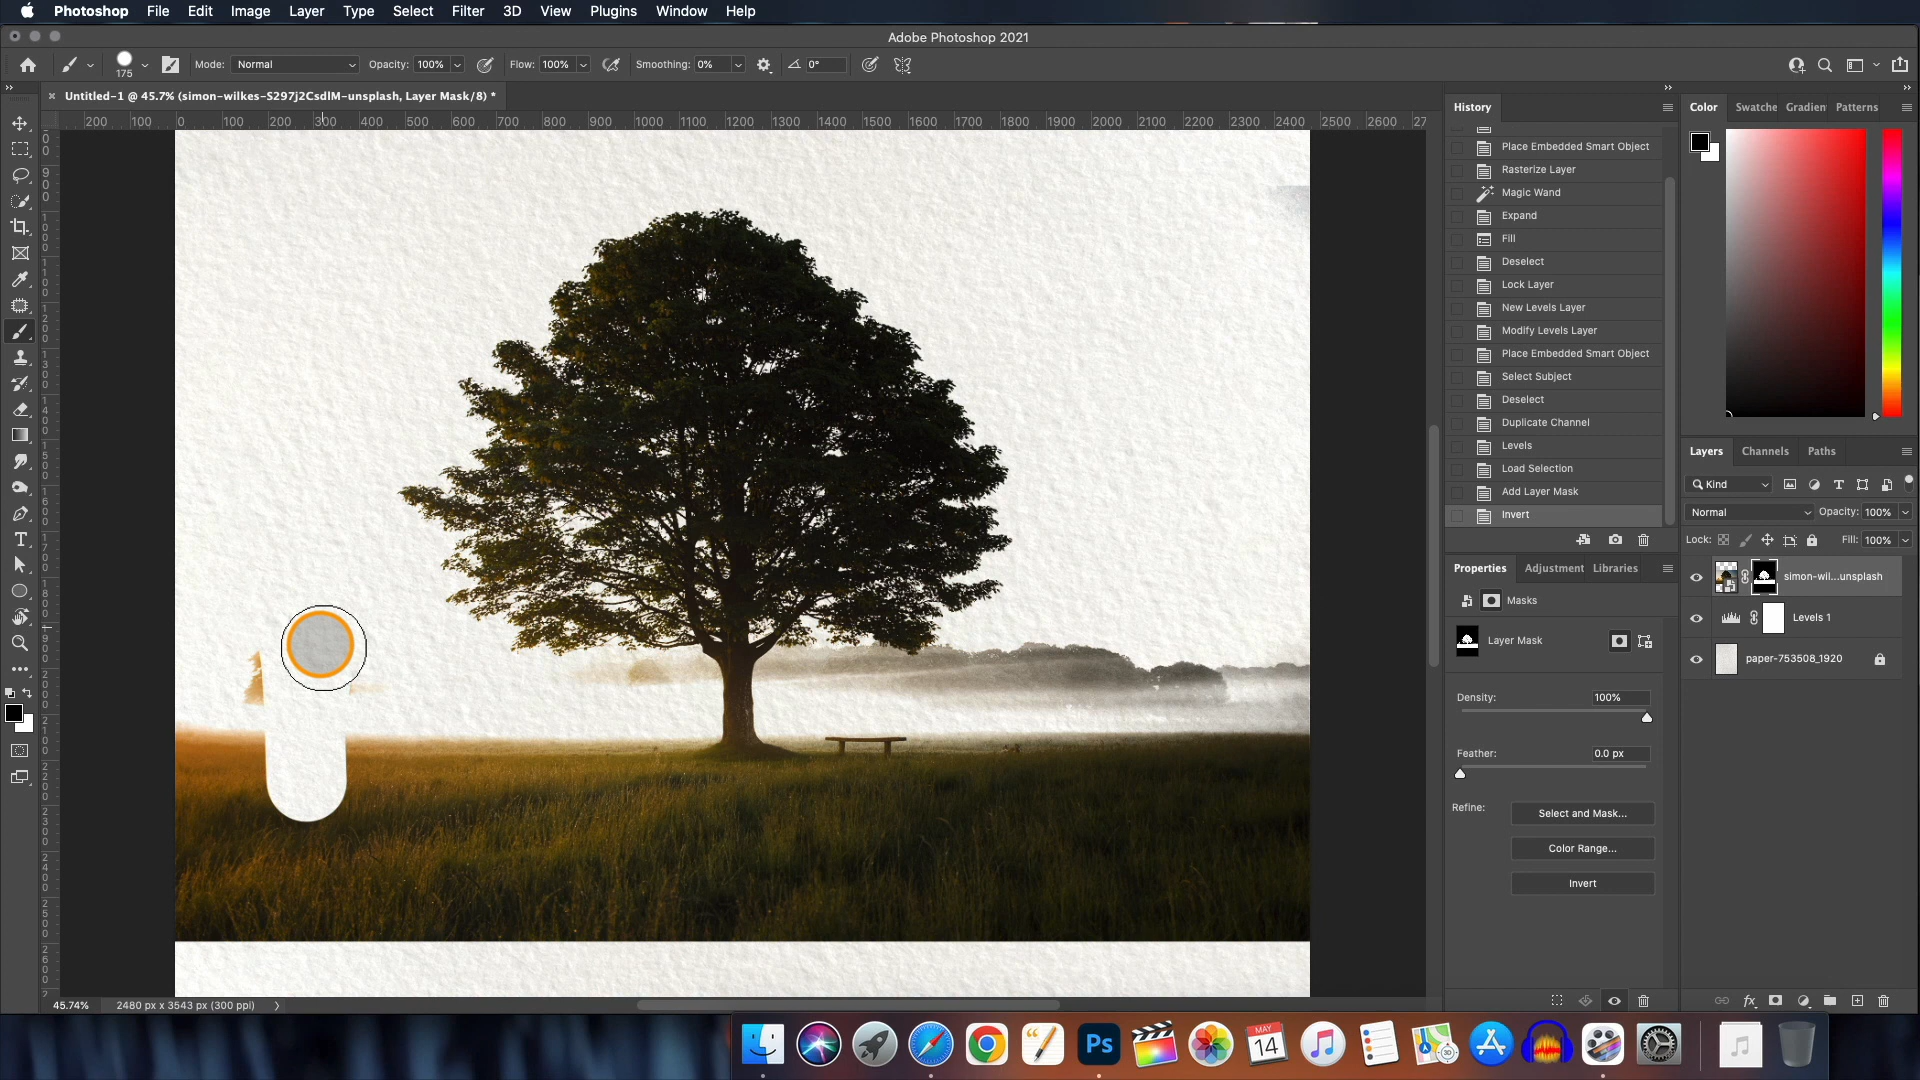 Photoshop File Edit Image Layer Type Select Filter 3D View Plugins Window Help
Adobe Photoshop 2021
175 Mode: Normal Opacity: 100% Flow: 100% Smoothing: 0% 0°
Untitled-1 @ 45.7% (simon-wilkes-S297j2CsdlM-unsplash, Layer Mask/8) *
200 100 0 100 200 300 400 500 600 700 800 900 1000 1100 1200 1300 1400 1500 1600 1700 1800 1900 2000 2100 2200 2300 2400 2500 2600 27
History
Place Embedded Smart Object
Rasterize Layer
Magic Wand
Expand
Fill
Deselect
Lock Layer
New Levels Layer
Modify Levels Layer
Place Embedded Smart Object
Select Subject
Deselect
Duplicate Channel
Levels
Load Selection
Add Layer Mask
Invert
Properties Adjustment Libraries
Masks
Layer Mask
Density: 100%
Feather: 0.0 px
Refine: Select and Mask...
Color Range...
Invert
Color Swatche Gradien Patterns
Layers Channels Paths
Kind
Normal Opacity: 100%
Lock: Fill: 100%
simon-wil...unsplash
Levels 1
paper-753508_1920
fx
45.74% 2480 px x 3543 px (300 ppi)
Ps
MAY
14